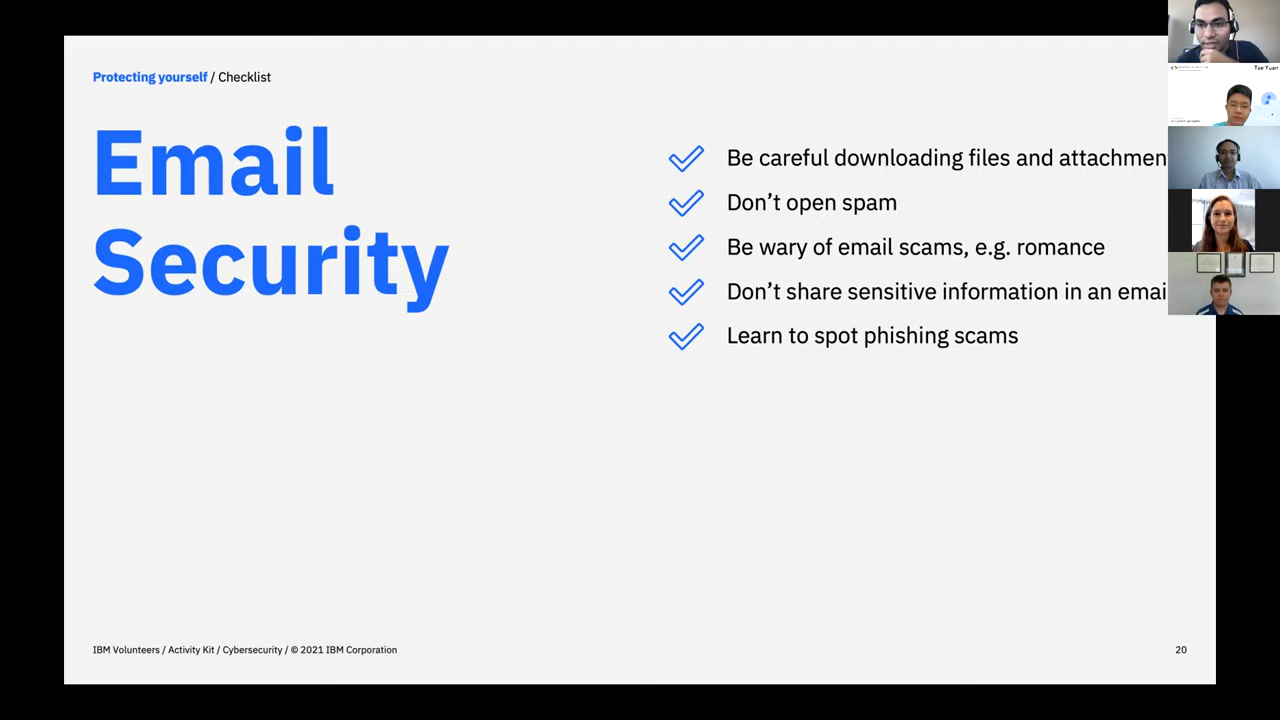 Protecting yourself / Checklist
Email
Security
Be careful downloading files and attachmen
Don’t open spam
Be wary of email scams, e.g. romance
Don’t share sensitive information in an emai
Learn to spot phishing scams
Tze Yuan
IBM Volunteers / Activity Kit / Cybersecurity / © 2021 IBM Corporation
20